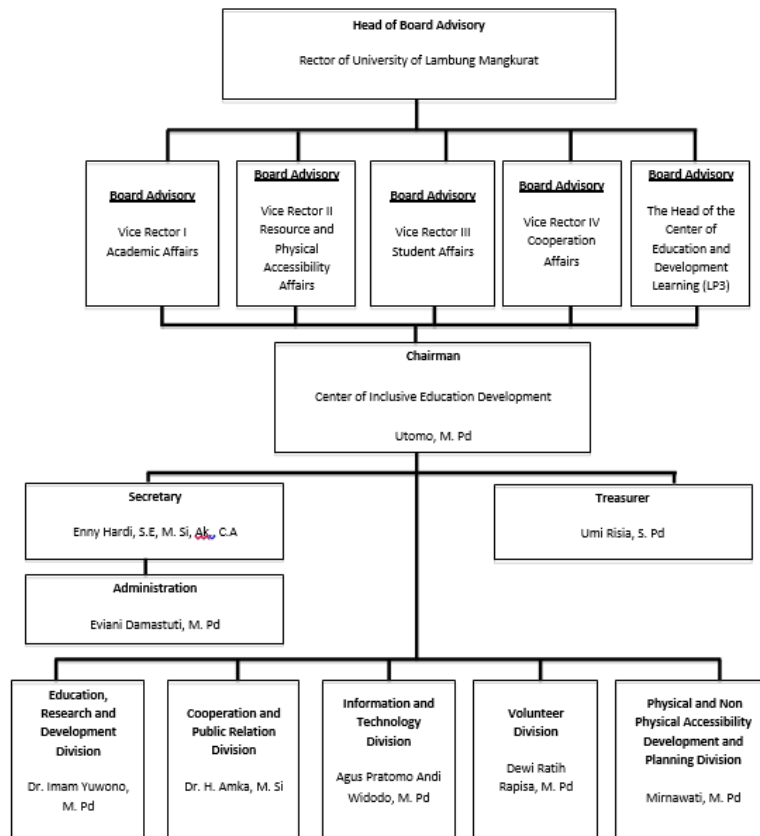 Head of Board Advisory
Rector of University of Lambung Mangkurat
Board Advisory
Vice Rector I
Academic Affairs
Board Advisory
Vice Rector II
Resource and
Physical
Accessibility
Affairs
Board Advisory
Vice Rector III
Student Affairs
Board Advisory
Vice Rector IV
Cooperation
Affairs
Board Advisory
The Head of the
Center of
Education and
Development
Learning (LP3)
Chairman
Center of Inclusive Education Development
Utomo, M. Pd
Secretary
Enny Hardi, S.E, M. Si, Ak., C.A
Treasurer
Umi Risia, S. Pd
Administration
Eviani Damastuti, M. Pd
Education,
Research and
Development
Division
Dr. Imam Yuwono,
M. Pd
Cooperation and
Public Relation
Division
Dr. H. Amka, M. Si
Information and
Technology
Division
Agus Pratomo Andi
Widodo, M. Pd
Volunteer
Division
Dewi Ratih
Rapisa, M. Pd
Physical and Non
Physical Accessibility
Development and
Planning Division
Mirnawati, M. Pd